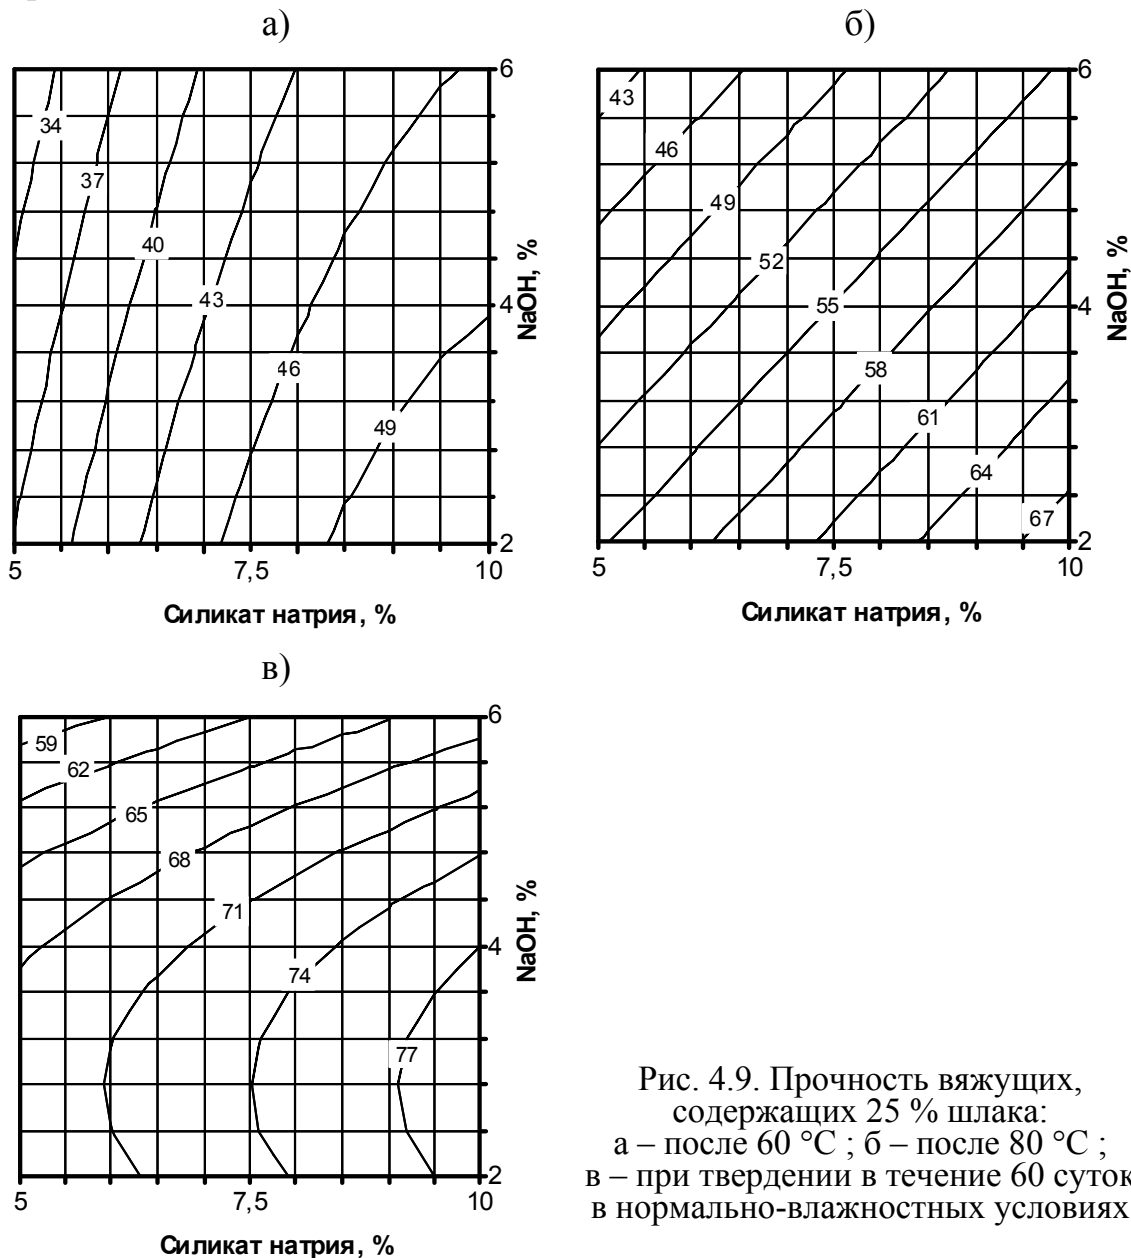 а)
б)
34
37
40
43
46
49
6
4
2
NaOH, %
5
7,5
10
Силикат натрия, %
43
46
49
52
55
58
61
64
67
6
4
2
NaOH, %
5
7,5
10
Силикат натрия, %
в)
59
62
65
68
71
74
77
6
4
2
NaOH, %
5
7,5
10
Силикат натрия, %
Рис. 4.9. Прочность вяжущих,
содержащих 25 % шлака:
а – после 60 °С ; б – после 80 °С ;
в – при твердении в течение 60 суток
в нормально-влажностных условиях